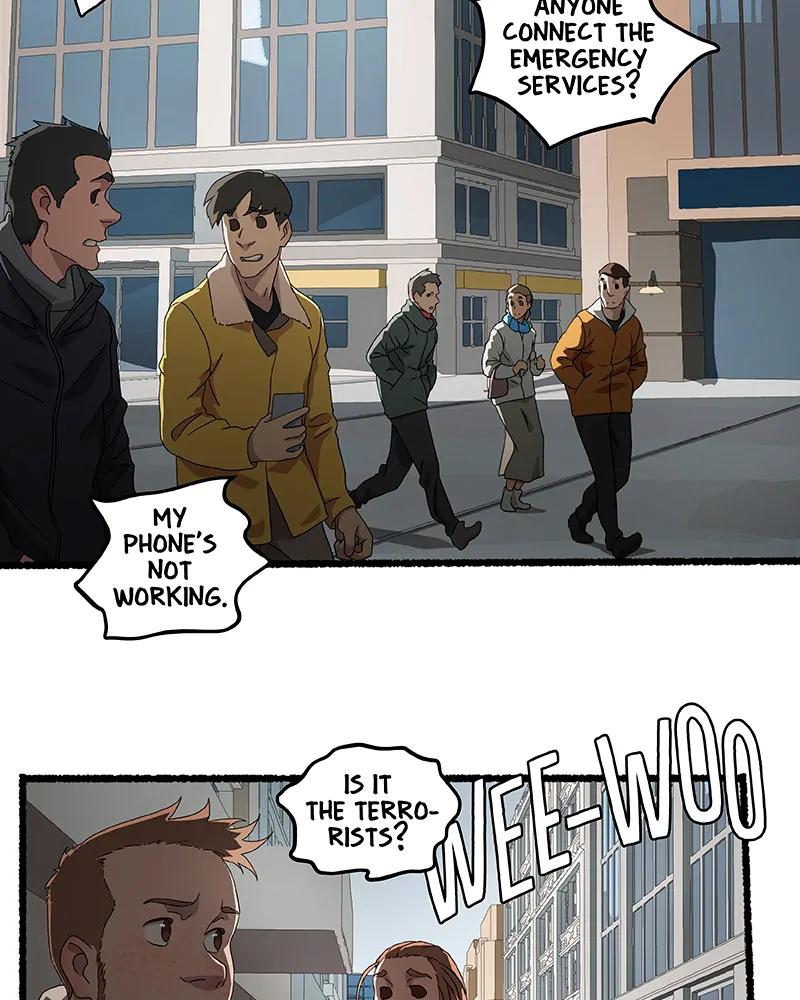 ANYONE
CONNECT THE
EMERGENCY
SERVICES?
MY
PHONE'S
NOT
WORKING.
IS IT
THE TERRO-
RISTS?
WEE-WOO